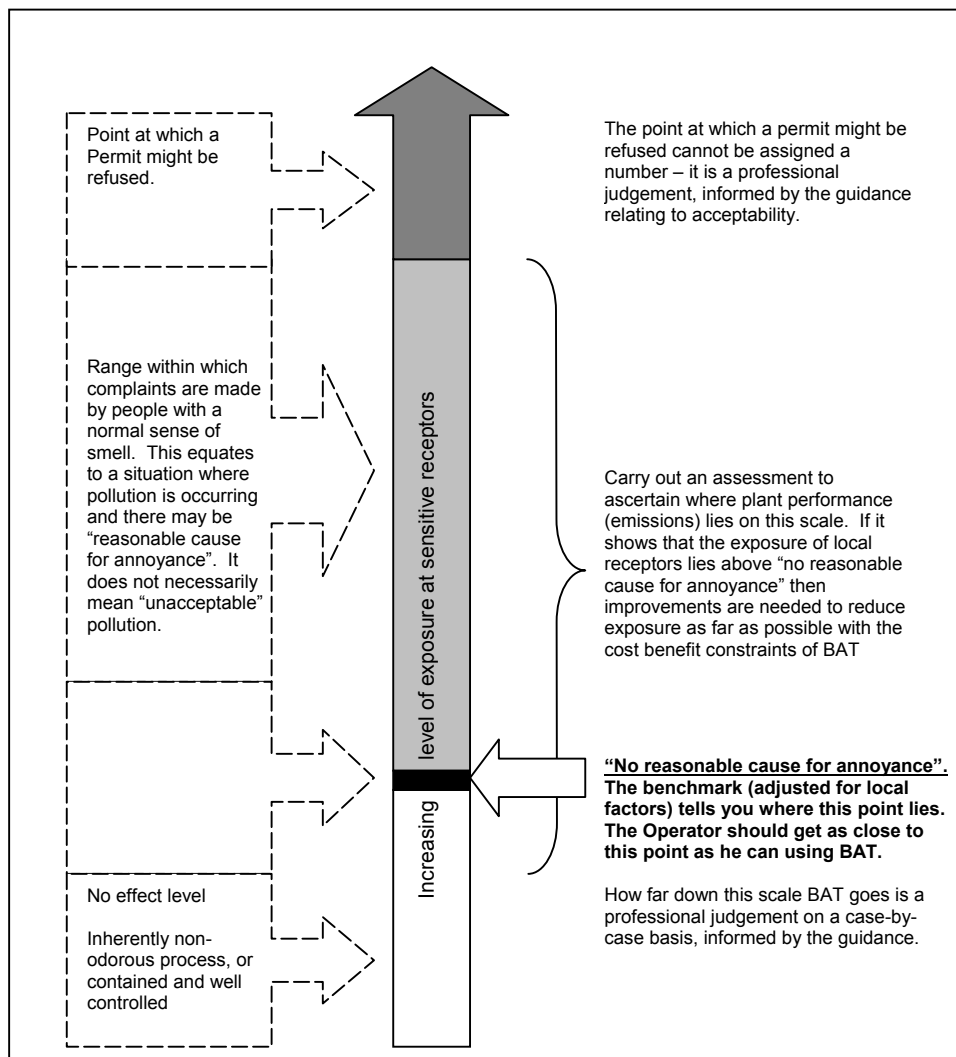 Point at which a
Permit might be
refused.
The point at which a permit might be
refused cannot be assigned a
number – it is a professional
judgement, informed by the guidance
relating to acceptability.
Range within which
complaints are made
by people with a
normal sense of
smell.  This equates
to a situation where
pollution is occurring
and there may be
“reasonable cause
for annoyance”.  It
does not necessarily
mean “unacceptable”
pollution.
Increasing level of exposure at sensitive receptors
Carry out an assessment to
ascertain where plant performance
(emissions) lies on this scale.  If it
shows that the exposure of local
receptors lies above “no reasonable
cause for annoyance” then
improvements are needed to reduce
exposure as far as possible with the
cost benefit constraints of BAT
“No reasonable cause for annoyance”.
The benchmark (adjusted for local
factors) tells you where this point lies.
The Operator should get as close to
this point as he can using BAT.
No effect level
Inherently non-
odorous process, or
contained and well
controlled
How far down this scale BAT goes is a
professional judgement on a case-by-
case basis, informed by the guidance.